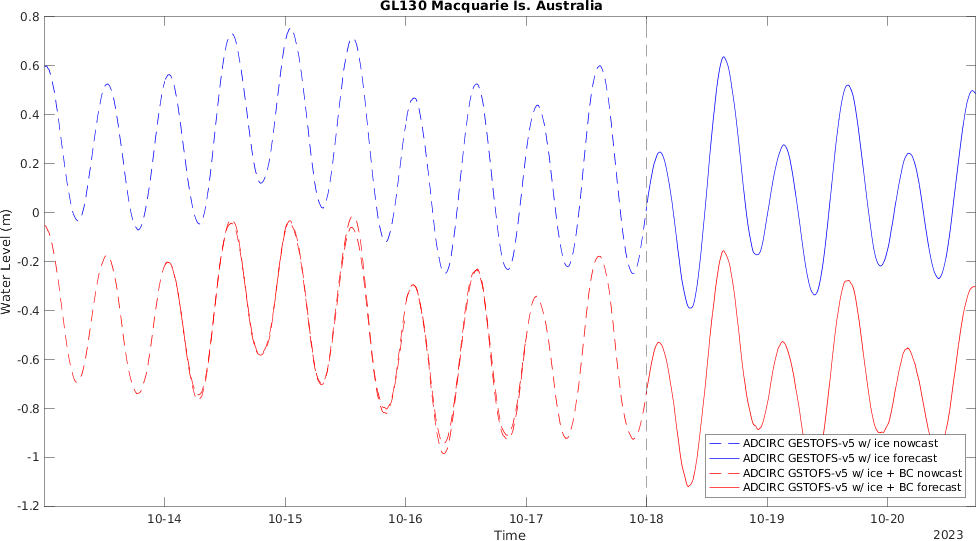 GL130 Macquarie Is. Australia
0.8
0.6
0.4
0.2
0
-0.2
-0.4
-0.6
-0.8
-1
-1.2
Water Level (m)
10-14 10-15 10-16 10-17 10-18 10-19 10-20
Time
2023
ADCIRC GESTOFS-v5 w/ ice nowcast
ADCIRC GESTOFS-v5 w/ ice forecast
ADCIRC GSTOFS-v5 w/ ice + BC nowcast
ADCIRC GSTOFS-v5 w/ ice + BC forecast